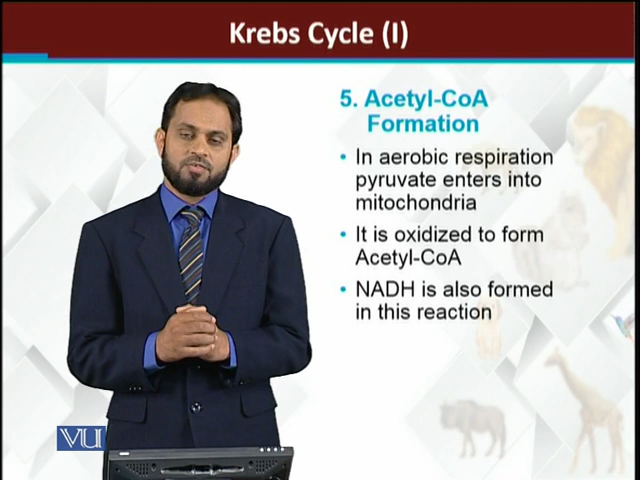 Krebs Cycle (I)
5. Acetyl-CoA
Formation
• In aerobic respiration
pyruvate enters into
mitochondria
• It is oxidized to form
Acetyl-CoA
• NADH is also formed
in this reaction
VU